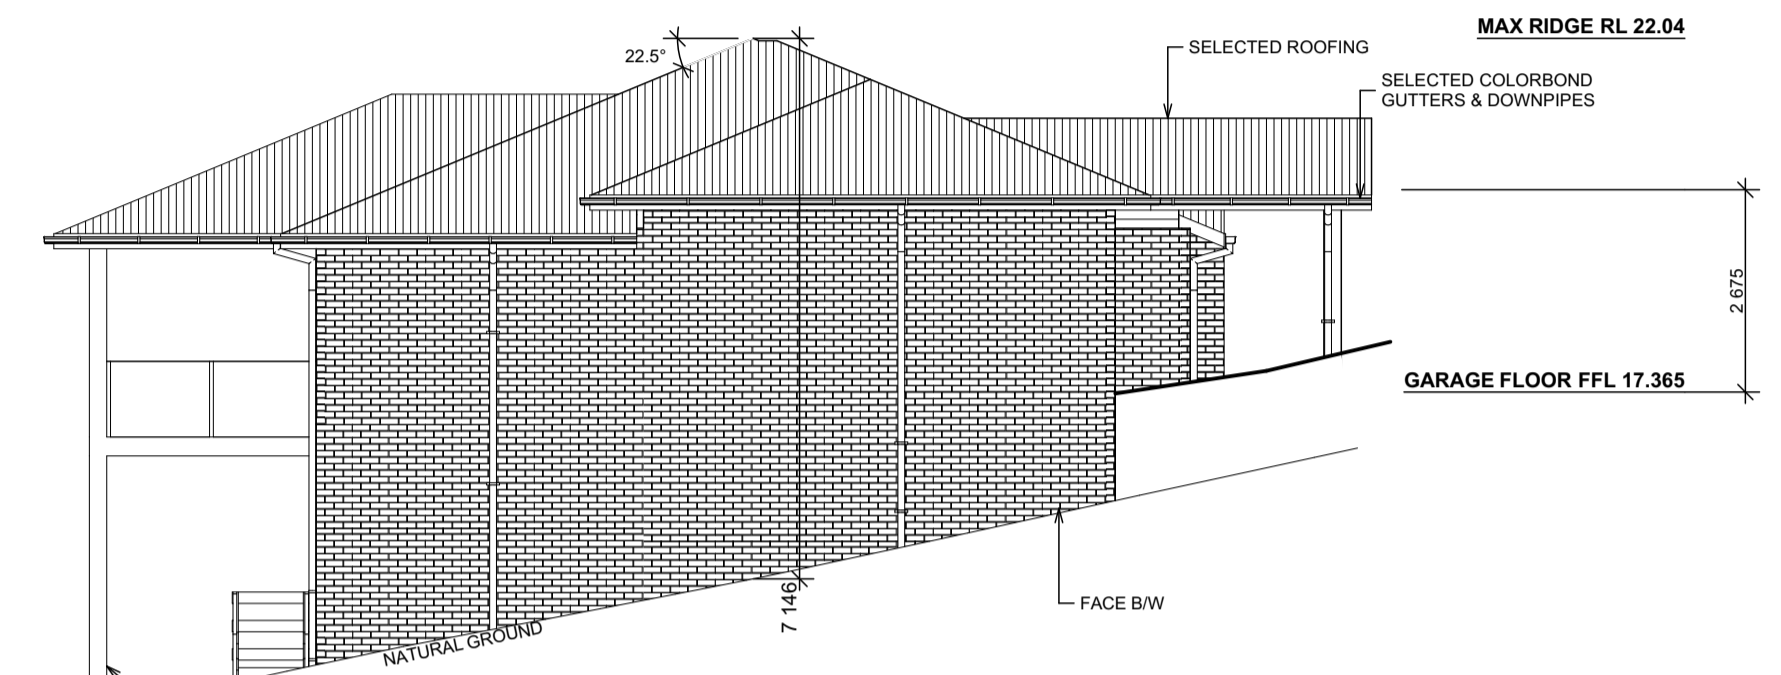 MAX RIDGE RL 22.04
SELECTED ROOFING
22.5°
SELECTED COLORBOND
GUTTERS & DOWNPIPES
2 675
GARAGE FLOOR FFL 17.365
7 146
FACE B/W
NATURAL GROUND